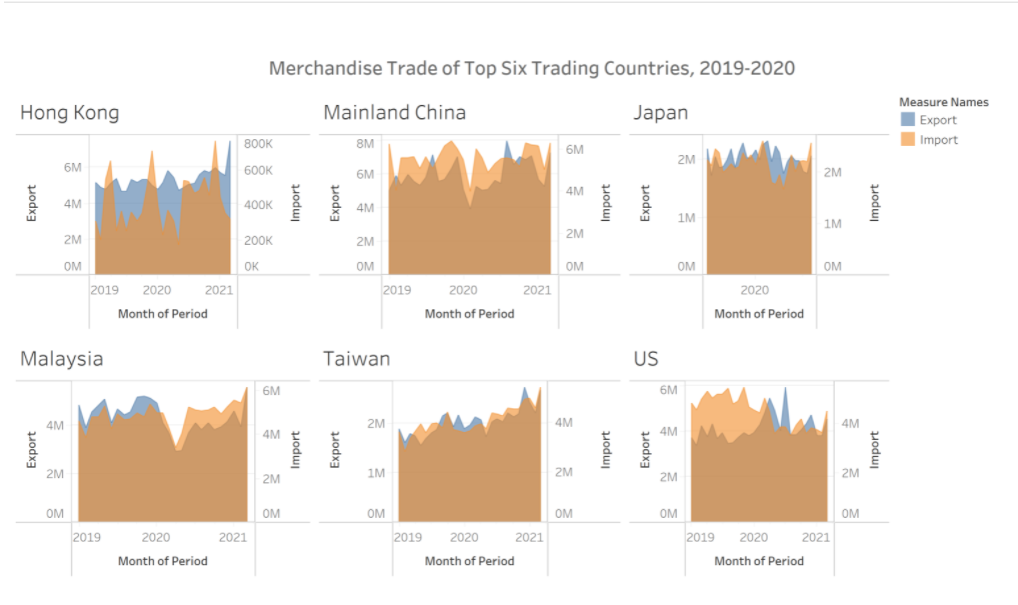 Merchandise Trade of Top Six Trading Countries, 2019-2020
Measure Names
Export
Import
Hong Kong
Export
6M
4M
2M
0M
800K
600K
400K
200K
0K
Import
2019 2020 2021
Month of Period
Mainland China
Export
8M
6M
4M
2M
0M
6M
4M
2M
0M
Import
2019 2020 2021
Month of Period
Japan
Export
2M
1M
0M
2M
1M
0M
Import
2020
Month of Period
Malaysia
Export
4M
2M
0M
6M
4M
2M
0M
Import
2019 2020 2021
Month of Period
Taiwan
Export
2M
1M
0M
4M
2M
0M
Import
2019 2020 2021
Month of Period
US
Export
6M
4M
2M
0M
4M
2M
0M
Import
2019 2020 2021
Month of Period